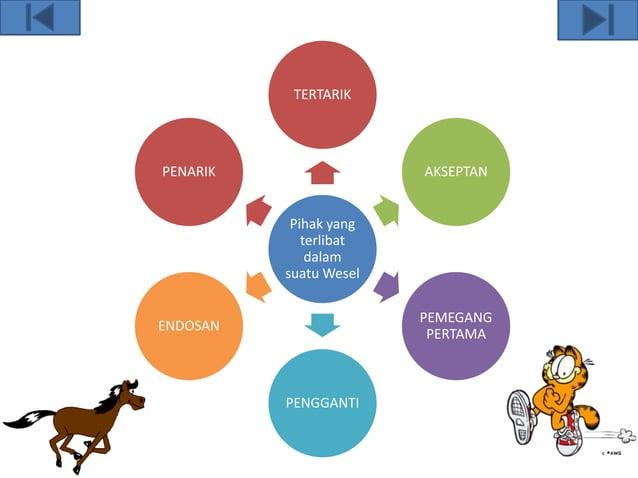 TERTARIK
PENARIK
AKSEPTAN
Pihak yang
terlibat
dalam
suatu Wesel
ENDOSAN
PEMEGANG
PERTAMA
PENGGANTI